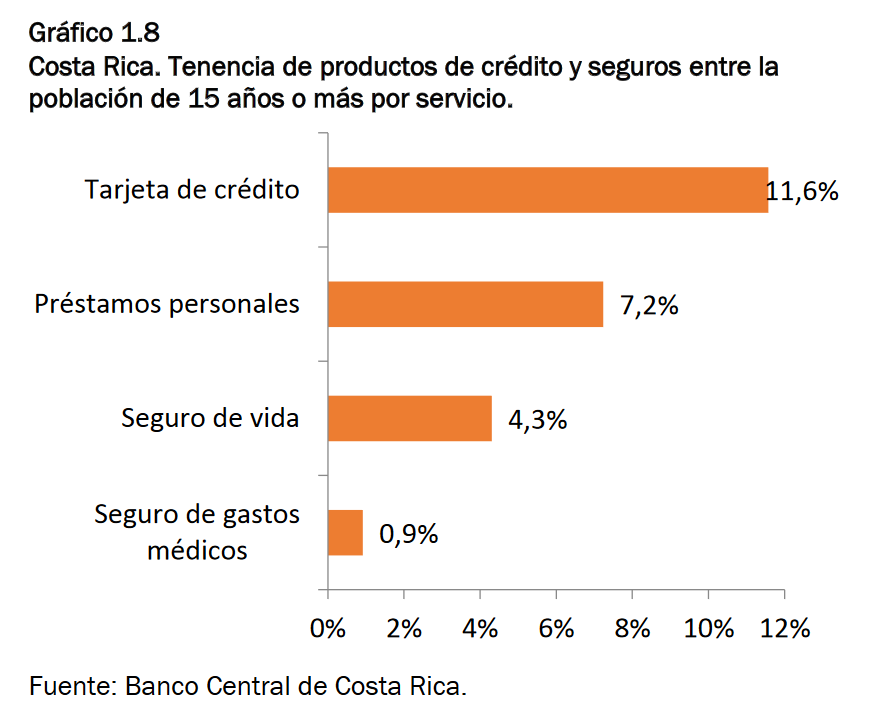 Gráfico 1.8
Costa Rica. Tenencia de productos de crédito y seguros entre la
población de 15 años o más por servicio.
Tarjeta de crédito
11,6%
Préstamos personales
7,2%
Seguro de vida
4,3%
Seguro de gastos
médicos
0,9%
0% 2% 4% 6% 8% 10% 12%
Fuente: Banco Central de Costa Rica.